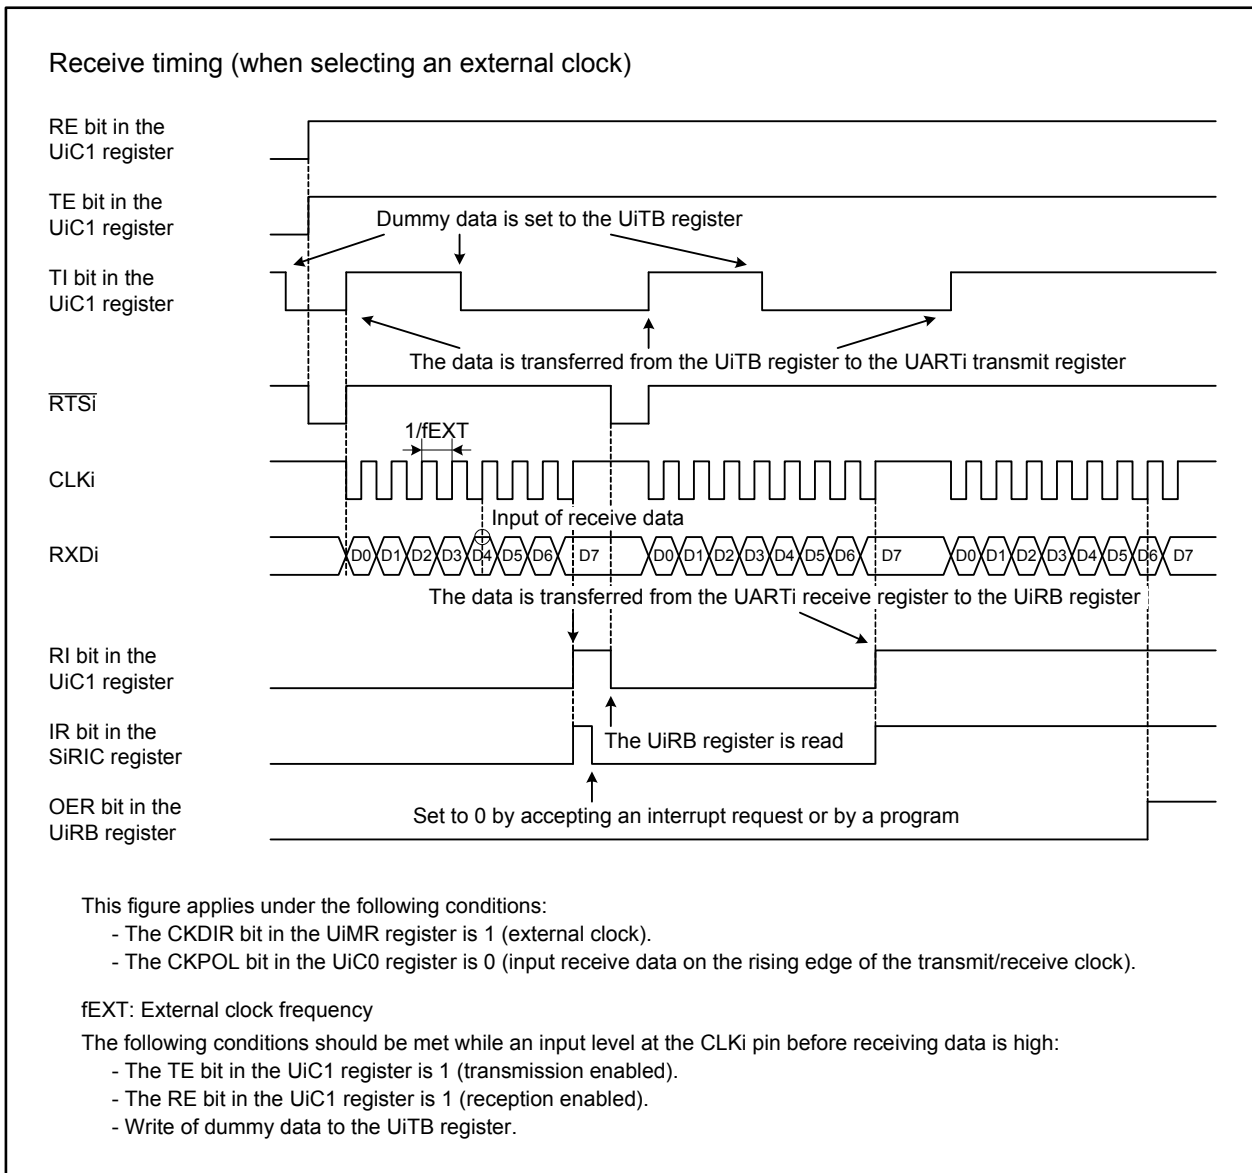 Receive timing (when selecting an external clock)
RE bit in the
UiC1 register
TE bit in the
UiC1 register
Dummy data is set to the UiTB register
TI bit in the
UiC1 register
The data is transferred from the UiTB register to the UARTi transmit register
RTSi
1/fEXT
CLKi
Input of receive data
RXDi
D0 D1 D2 D3 D4 D5 D6 D7 D0 D1 D2 D3 D4 D5 D6 D7 D0 D1 D2 D3 D4 D5 D6 D7
The data is transferred from the UARTi receive register to the UiRB register
RI bit in the
UiC1 register
The UiRB register is read
IR bit in the
SiRIC register
Set to 0 by accepting an interrupt request or by a program
OER bit in the
UiRB register
This figure applies under the following conditions:
- The CKDIR bit in the UiMR register is 1 (external clock).
- The CKPOL bit in the UiC0 register is 0 (input receive data on the rising edge of the transmit/receive clock).
fEXT: External clock frequency
The following conditions should be met while an input level at the CLKi pin before receiving data is high:
- The TE bit in the UiC1 register is 1 (transmission enabled).
- The RE bit in the UiC1 register is 1 (reception enabled).
- Write of dummy data to the UiTB register.